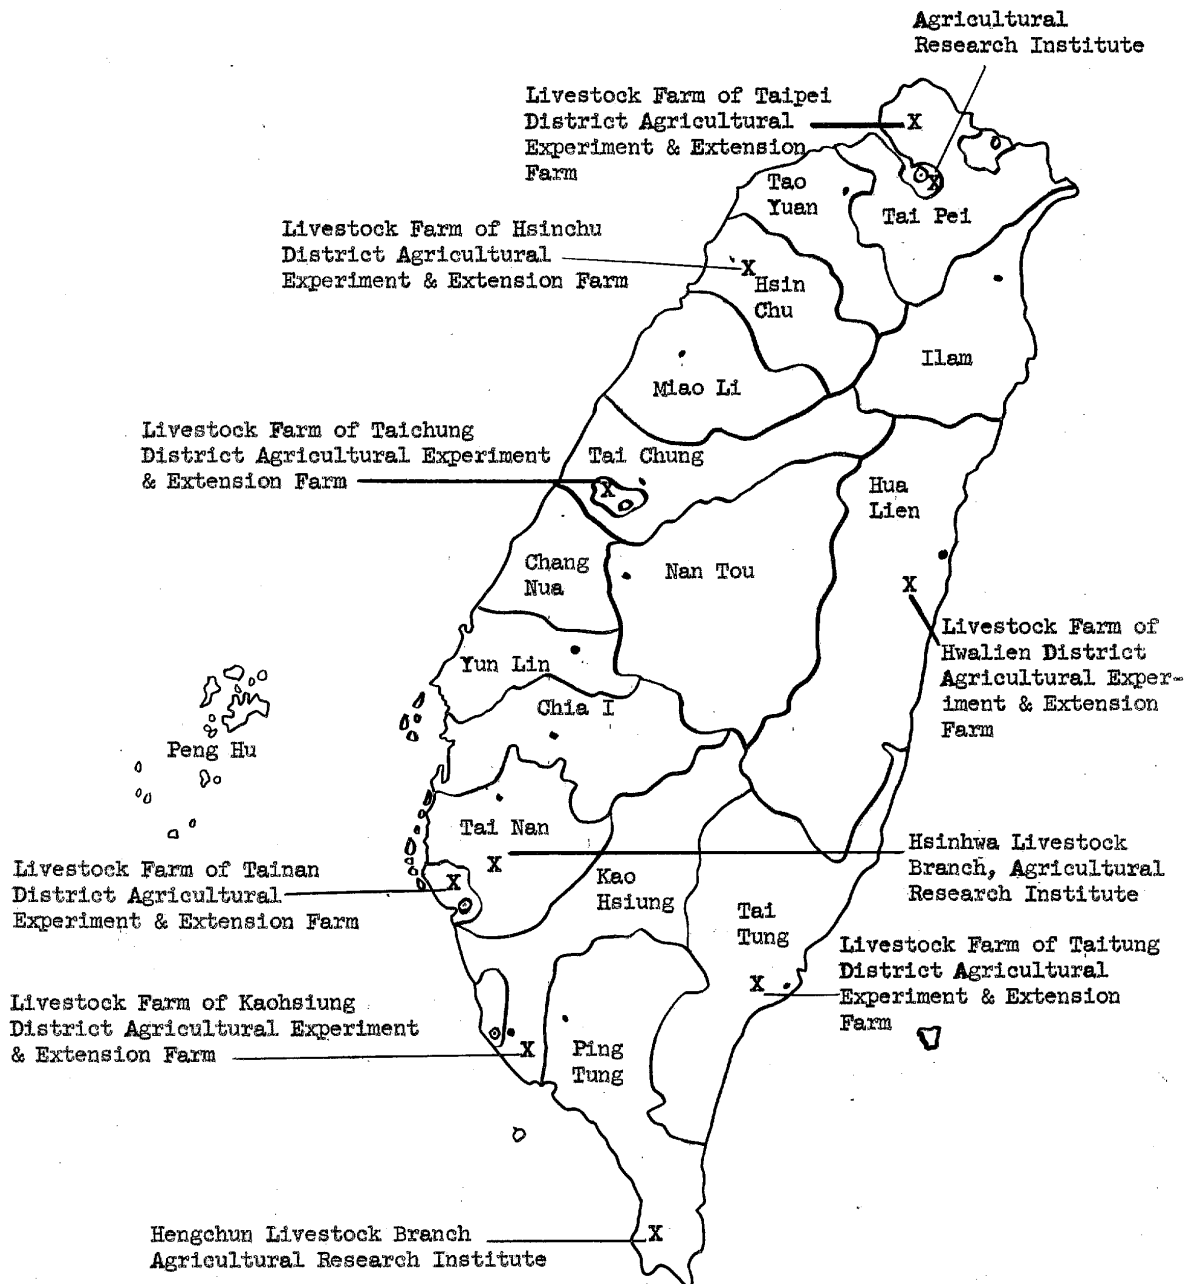 Agricultural
Research Institute
Livestock Farm of Taipei
District Agricultural
Experiment & Extension
Farm
X
X
Tao
Yuan
Tai Pei
Livestock Farm of Hsinchu
District Agricultural
Experiment & Extension Farm
X
Hsin
Chu
Ilam
Miao Li
Livestock Farm of Taichung
District Agricultural Experiment
& Extension Farm
Tai Chung
X
Hua
Lien
Chang
Nua
Nan Tou
X
Livestock Farm of
Hwalien District
Agricultural Exper-
iment & Extension
Farm
Yun Lin
Chia I
Peng Hu
Tai Nan
X
Hsinhwa Livestock
Branch, Agricultural
Research Institute
Livestock Farm of Tainan
District Agricultural
Experiment & Extension Farm
X
Kao
Hsiung
Tai
Tung
X
Livestock Farm of Taitung
District Agricultural
Experiment & Extension
Farm
Livestock Farm of Kaohsiung
District Agricultural Experiment
& Extension Farm
X
Ping
Tung
Hengchun Livestock Branch
Agricultural Research Institute
X